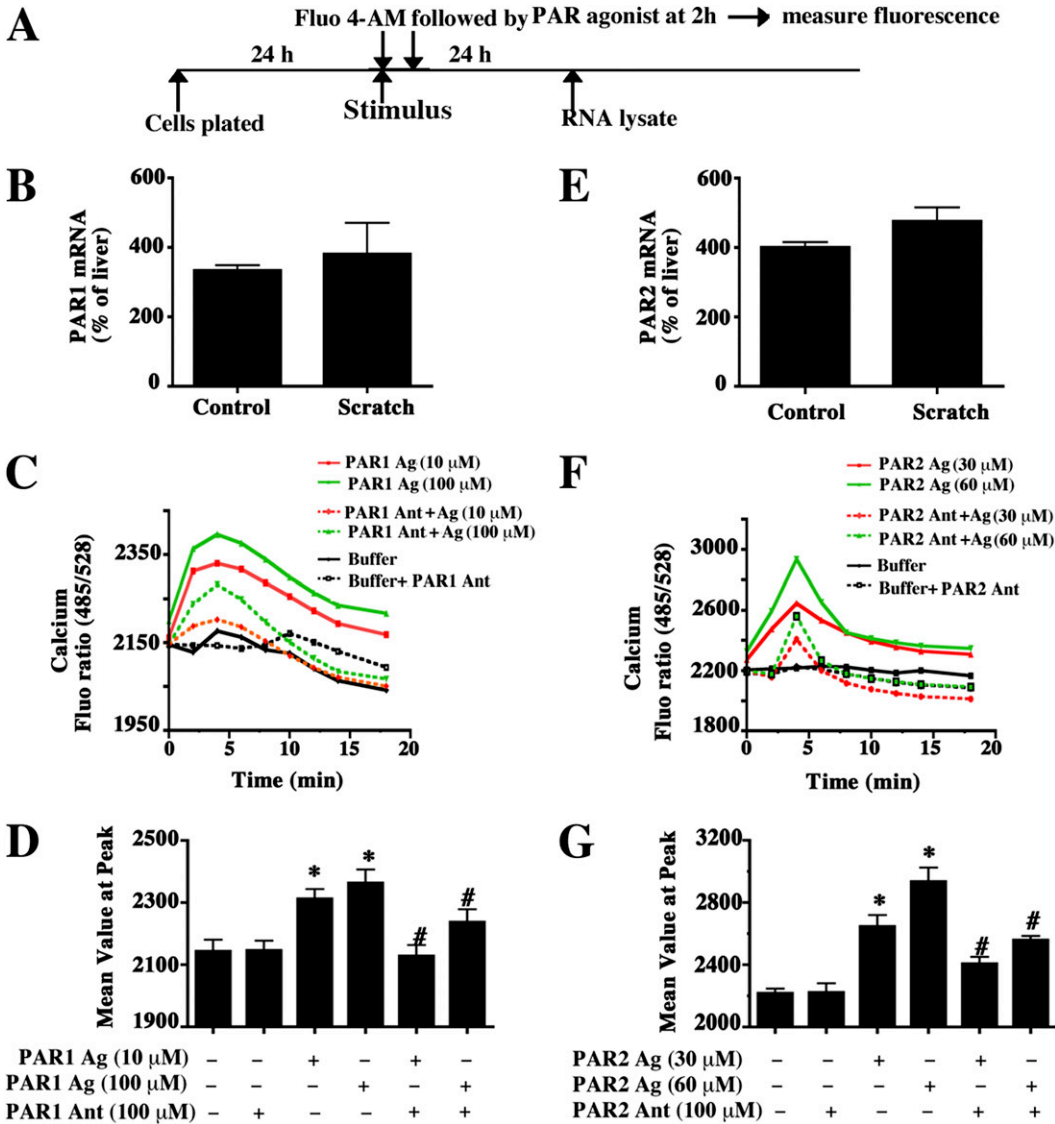 A
Fluo 4-AM followed by PAR agonist at 2h
measure fluorescence
24 h
24 h
Cells plated
Stimulus
RNA lysate
B
PAR1 mRNA
(% of liver)
600
400
200
0
Control
Scratch
E
PAR2 mRNA
(% of liver)
600
400
200
0
Control
Scratch
C
PAR1 Ag (10 μM)
PAR1 Ag (100 μM)
PAR1 Ant+Ag (10 μM)
PAR1 Ant+Ag (100 μM)
Buffer
Buffer+ PAR1 Ant
Calcium
Fluo ratio (485/528)
2350
2150
1950
0
5
10
15
20
Time (min)
F
PAR2 Ag (30 μM)
PAR2 Ag (60 μM)
PAR2 Ant+Ag (30 μM)
PAR2 Ant+Ag (60 μM)
Buffer
Buffer+ PAR2 Ant
Calcium
Fluo ratio (485/528)
3000
2600
2200
1800
0
5
10
15
20
Time (min)
D
Mean Value at Peak
2500
2300
2100
1900
* * # #
PAR1 Ag (10 μM) – – + – + –
PAR1 Ag (100 μM) – – – + – +
PAR1 Ant (100 μM) – + – – + +
G
Mean Value at Peak
3200
2800
2400
2000
* * # #
PAR2 Ag (30 μM) – – + – + –
PAR2 Ag (60 μM) – – – + – +
PAR2 Ant (100 μM) – + – – + +